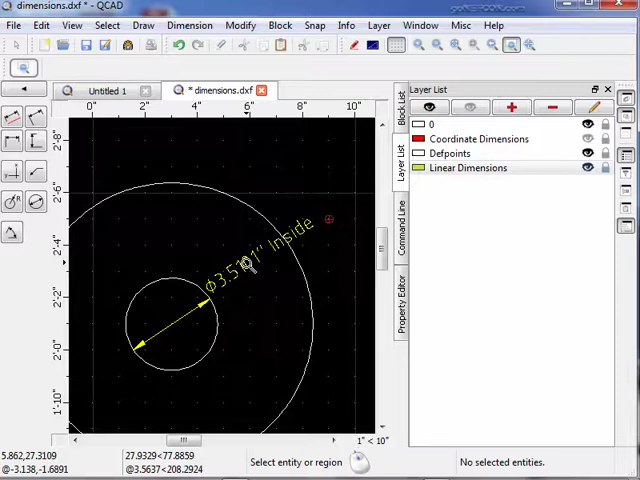 dimensions.dxf * - QCAD
File Edit View Select Draw Dimension Modify Block Snap Info Layer Window Misc Help
Untitled 1 * dimensions.dxf
0" 2" 4" 6" 8" 10"
2'-8"
2'-6"
2'-4"
2'-2"
2'-0"
1'-10"
Inside
1" < 10"
Block List
Layer List
Command Line
Property Editor
Layer List
0
Coordinate Dimensions
Defpoints
Linear Dimensions
5.862,27.3109
@-3.138,-1.6891
27.9329<77.8859
@3.5637<208.2924
Select entity or region
No selected entities.